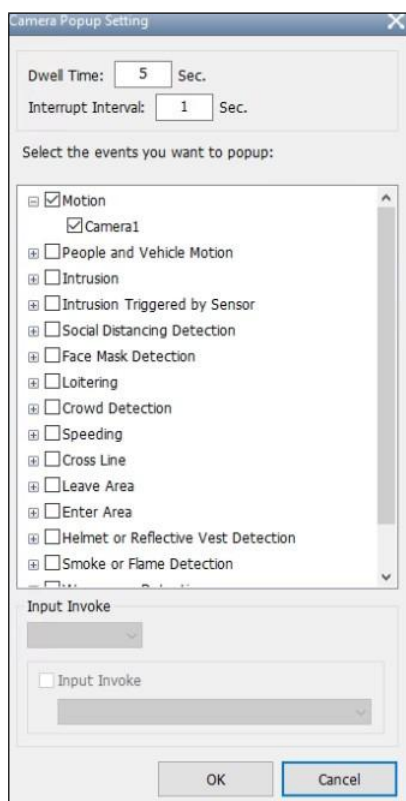 Camera Popup Setting
Dwell Time: 5 Sec.
Interrupt Interval: 1 Sec.
Select the events you want to popup:
Motion
Camera1
People and Vehicle Motion
Intrusion
Intrusion Triggered by Sensor
Social Distancing Detection
Face Mask Detection
Loitering
Crowd Detection
Speeding
Cross Line
Leave Area
Enter Area
Helmet or Reflective Vest Detection
Smoke or Flame Detection
Input Invoke
Input Invoke
OK Cancel